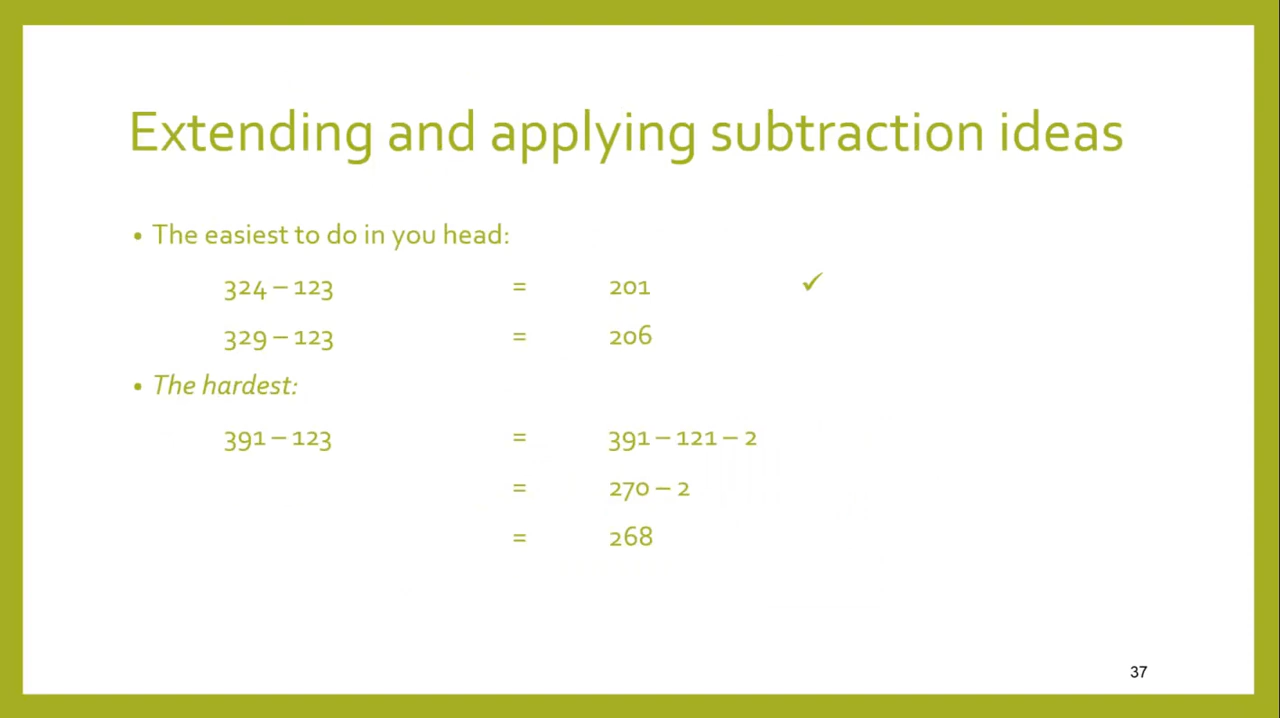 Extending and applying subtraction ideas
• The easiest to do in you head:
324 – 123 = 201 ✓
329 – 123 = 206
• The hardest:
391 – 123 = 391 – 121 – 2
= 270 – 2
= 268
37